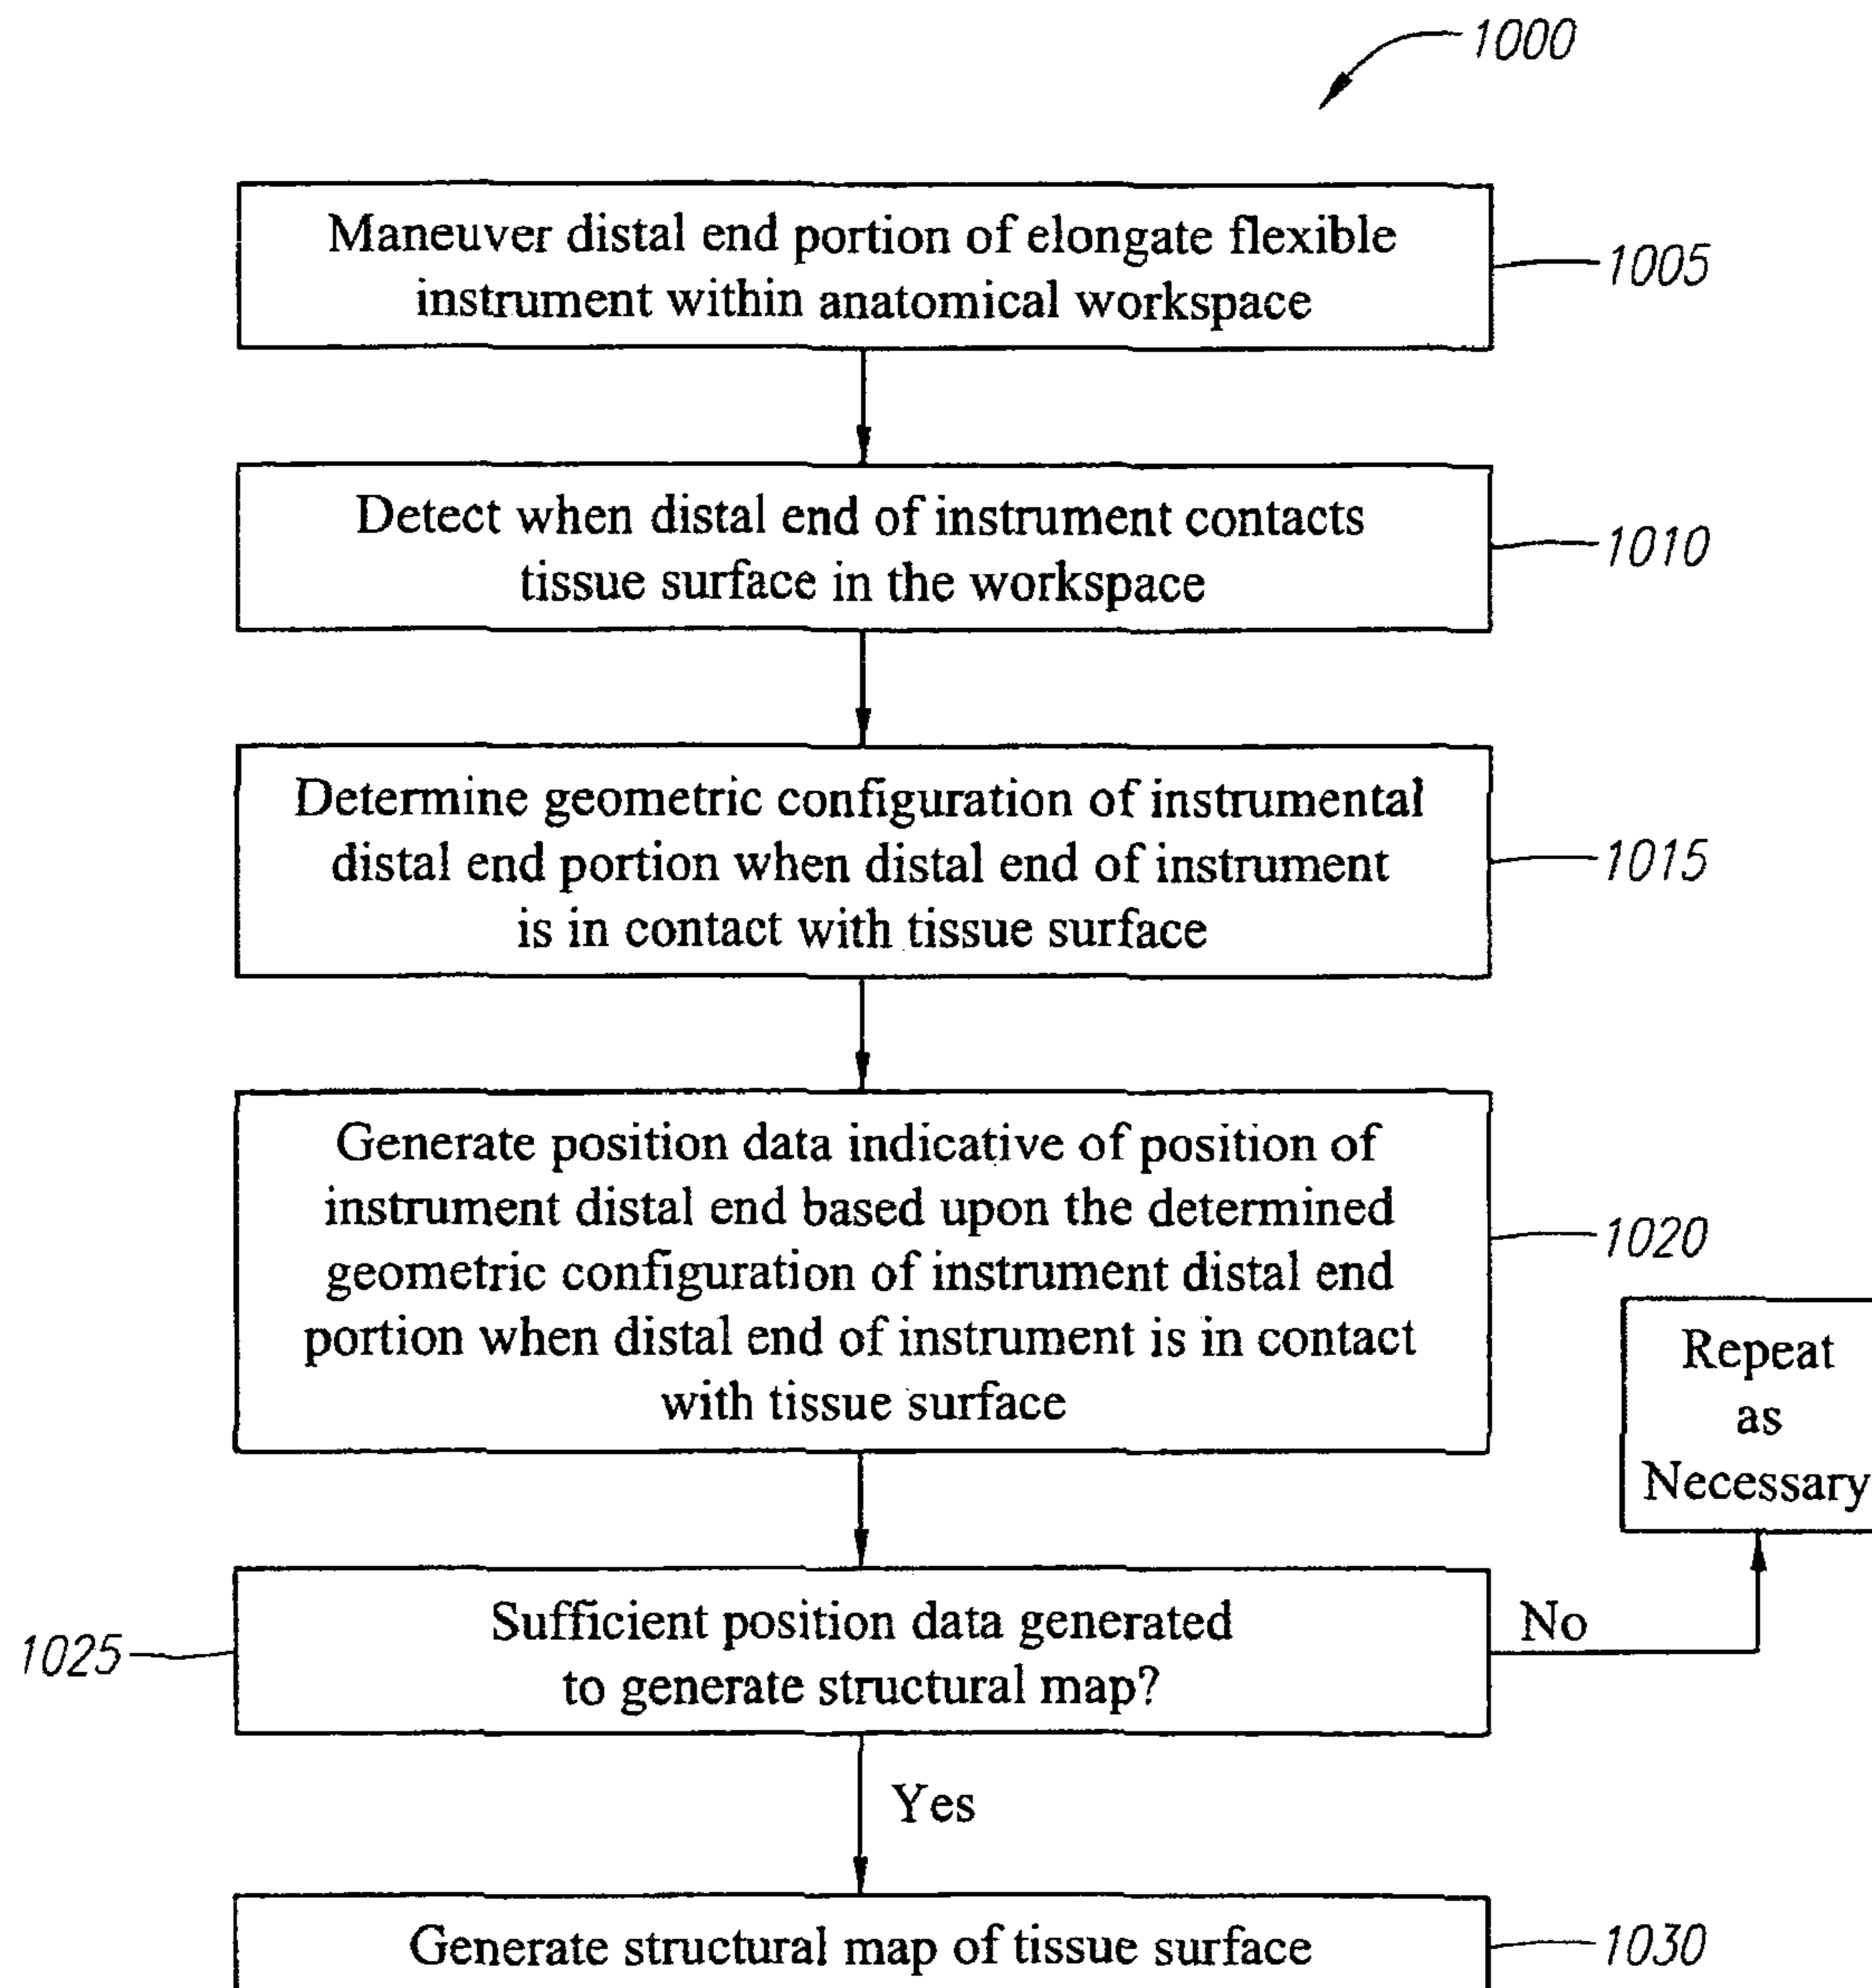 1000
Maneuver distal end portion of elongate flexible
instrument within anatomical workspace
1005
Detect when distal end of instrument contacts
tissue surface in the workspace
1010
Determine geometric configuration of instrumental
distal end portion when distal end of instrument
is in contact with tissue surface
1015
Generate position data indicative of position of
instrument distal end based upon the determined
geometric configuration of instrument distal end
portion when distal end of instrument is in contact
with tissue surface
1020
Repeat
as
Necessary
Sufficient position data generated
to generate structural map?
1025
No
Yes
Generate structural map of tissue surface
1030